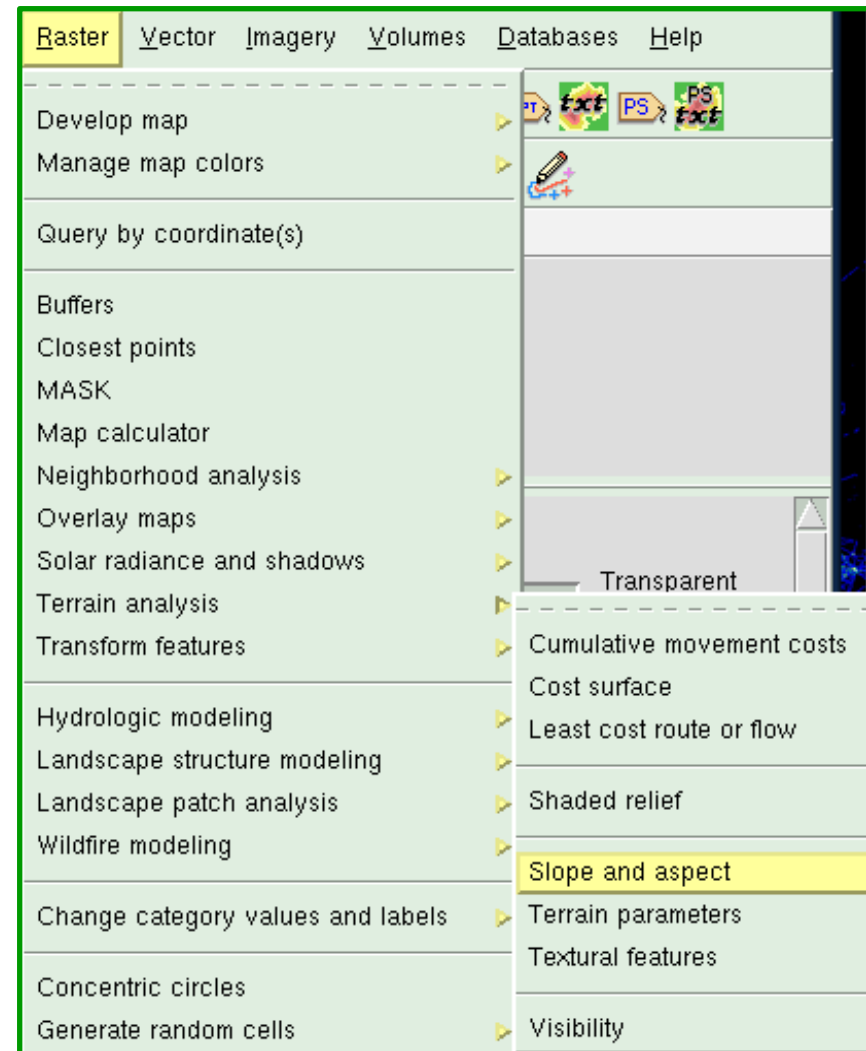 Raster Vector Imagery Volumes Databases Help
PT txt PS PS txt
Develop map
Manage map colors
Query by coordinate(s)
Buffers
Closest points
MASK
Map calculator
Neighborhood analysis
Overlay maps
Solar radiance and shadows
Transparent
Terrain analysis
Transform features
Hydrologic modeling
Landscape structure modeling
Landscape patch analysis
Wildfire modeling
Change category values and labels
Concentric circles
Generate random cells
Cumulative movement costs
Cost surface
Least cost route or flow
Shaded relief
Slope and aspect
Terrain parameters
Textural features
Visibility